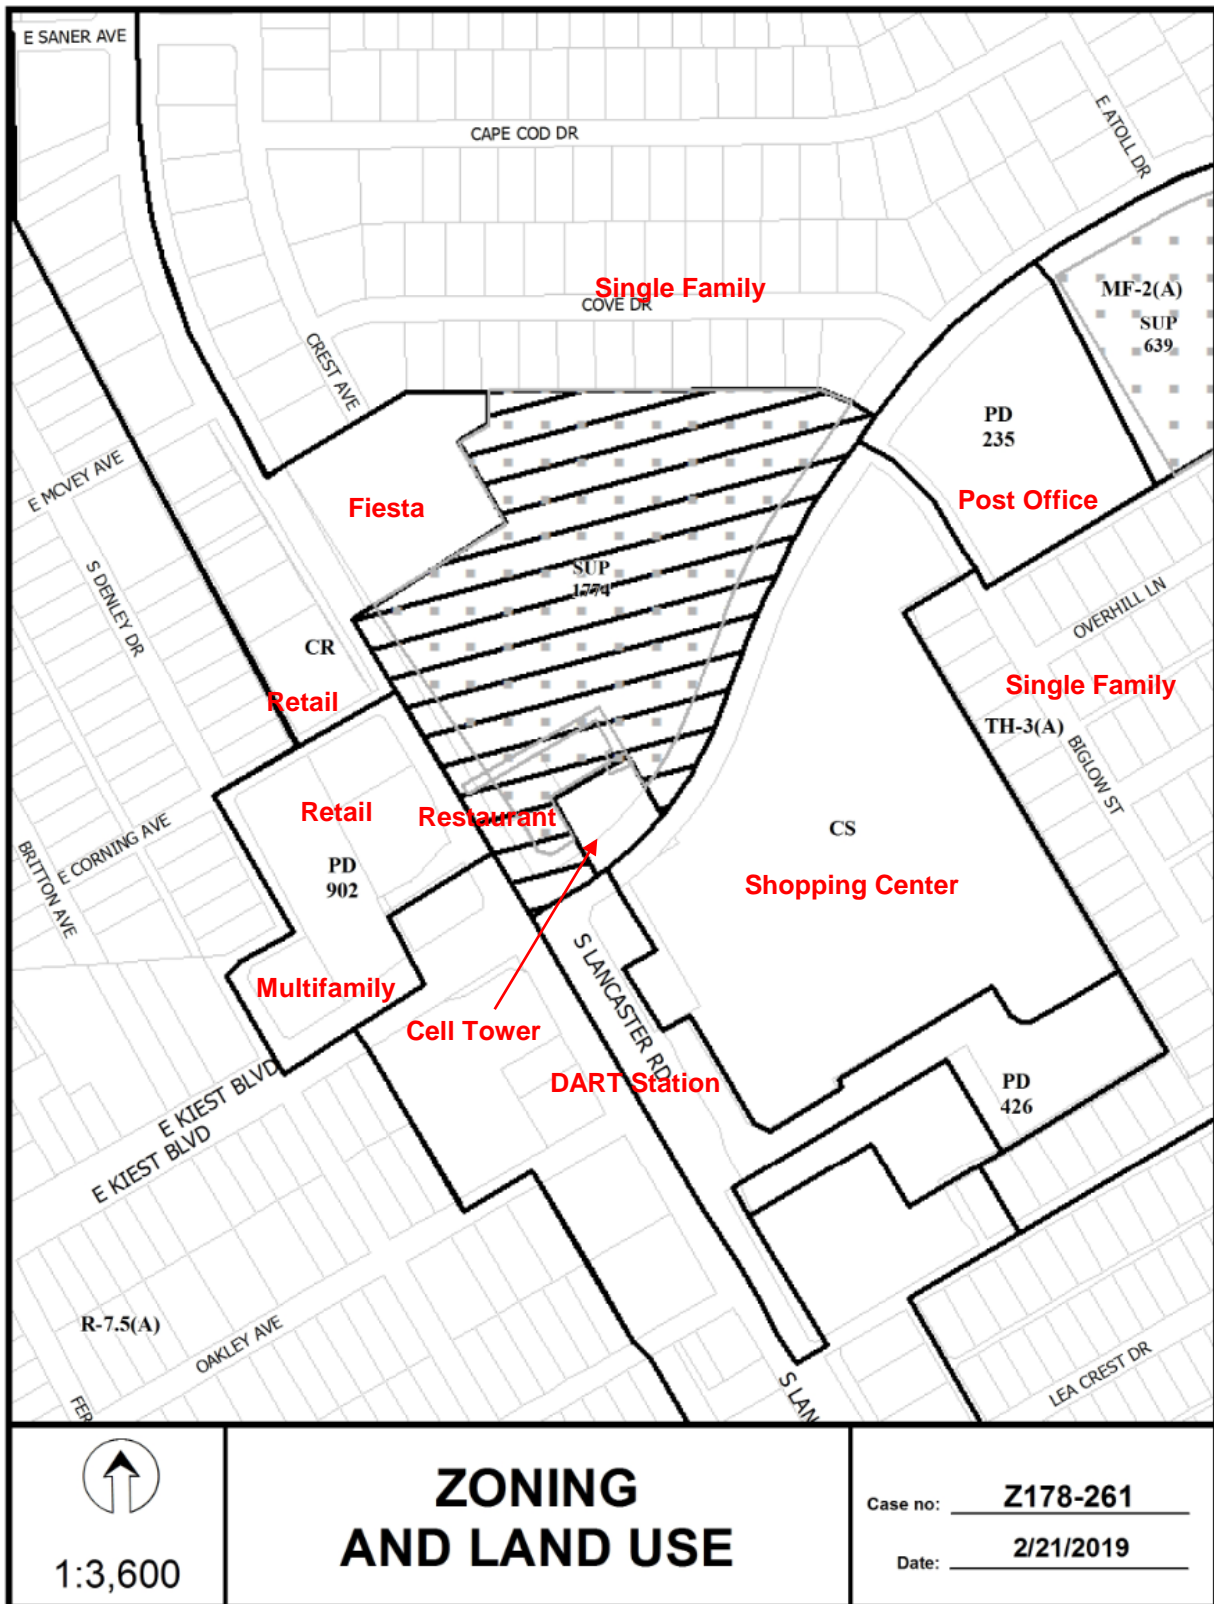 E SANER AVE
CAPE COD DR
E ATOLL DR
Single Family
COVE DR
MF-2(A)
SUP
639
CREST AVE
PD
235
E MCVEY AVE
Fiesta
Post Office
S DENLEY DR
SUP
1774
OVERHILL LN
CR
Single Family
Retail
TH-3(A)
BIGLOW ST
Retail
Restaurant
CS
E CORNING AVE
BRITTON AVE
PD
902
Shopping Center
S LANCASTER RD
Multifamily
Cell Tower
DART Station
PD
426
E KIEST BLVD
E KIEST BLVD
R-7.5(A)
OAKLEY AVE
LEA CREST DR
FER
S LAN
1:3,600
ZONING
AND LAND USE
Case no: Z178-261
Date: 2/21/2019